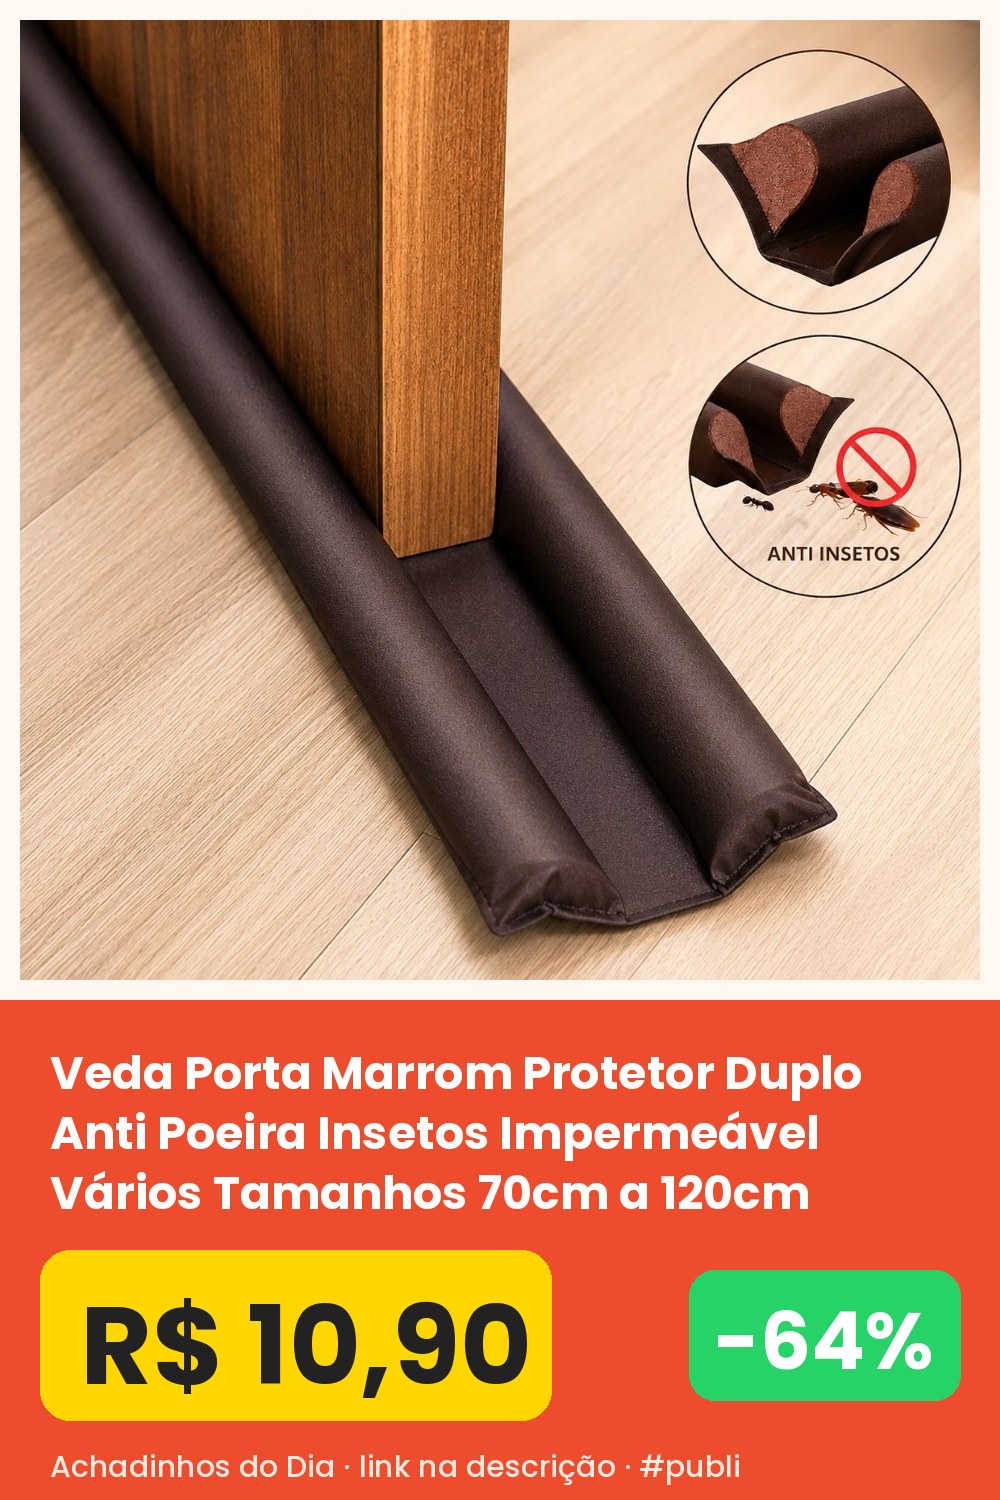 ANTI INSETOS
Veda Porta Marrom Protetor Duplo
Anti Poeira Insetos Impermeável
Vários Tamanhos 70cm a 120cm
R$ 10,90
-64%
Achadinhos do Dia · link na descrição · #publi